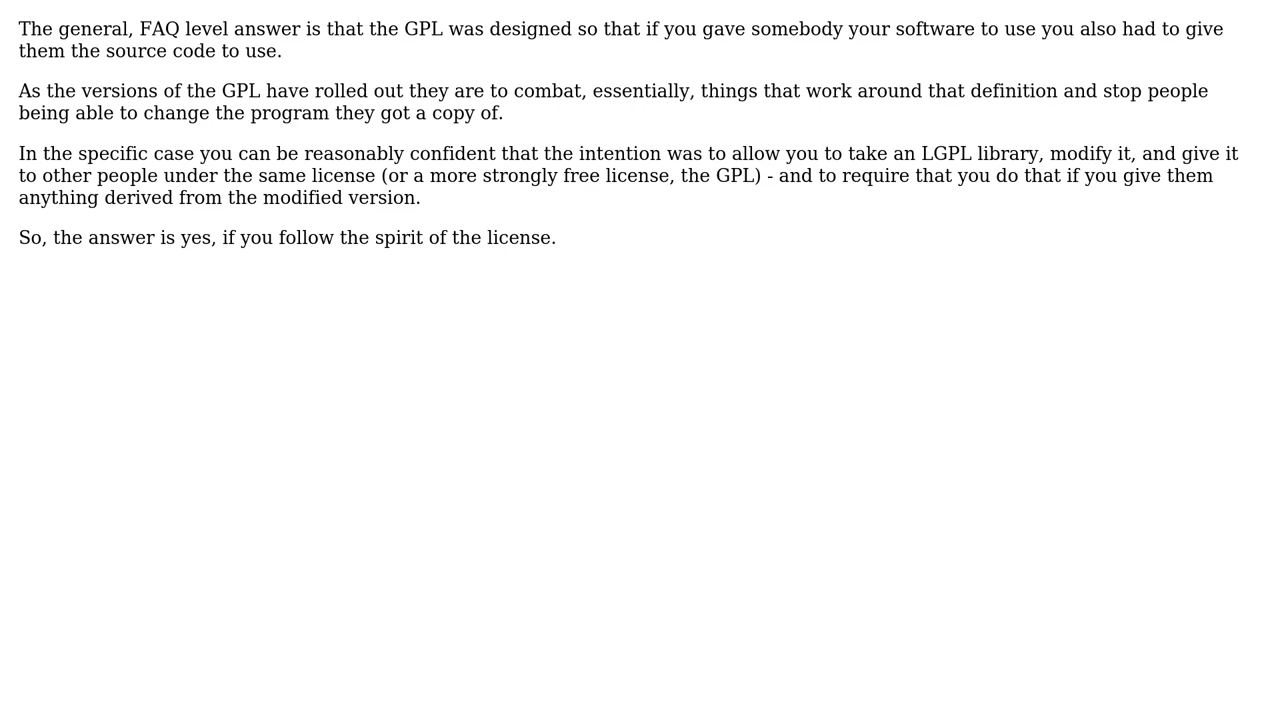 The general, FAQ level answer is that the GPL was designed so that if you gave somebody your software to use you also had to give
them the source code to use.
As the versions of the GPL have rolled out they are to combat, essentially, things that work around that definition and stop people
being able to change the program they got a copy of.
In the specific case you can be reasonably confident that the intention was to allow you to take an LGPL library, modify it, and give it
to other people under the same license (or a more strongly free license, the GPL) - and to require that you do that if you give them
anything derived from the modified version.
So, the answer is yes, if you follow the spirit of the license.